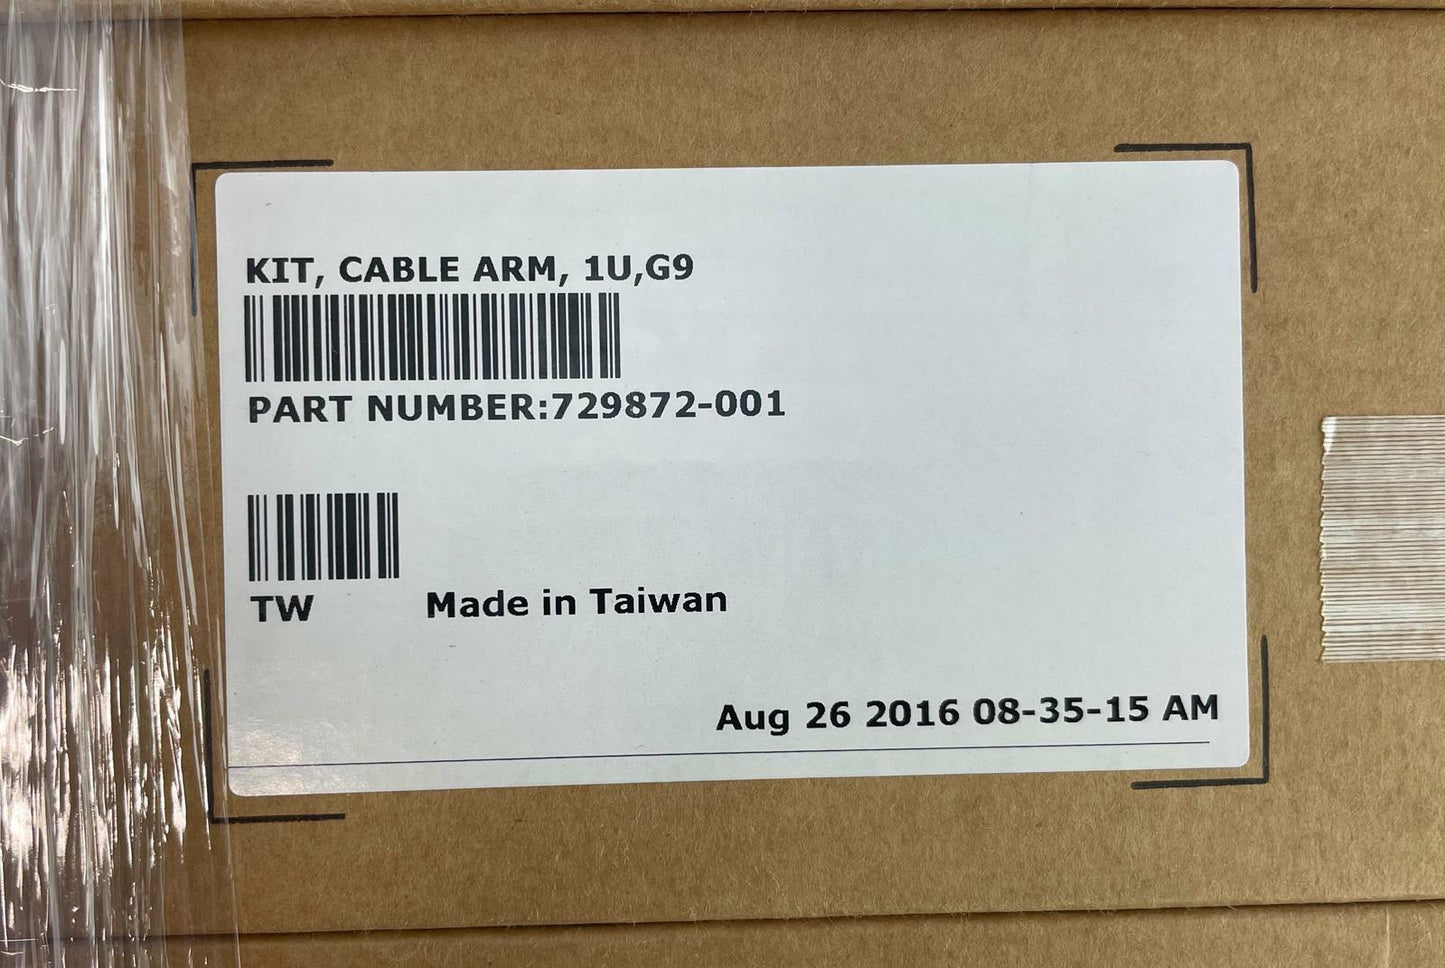 KIT, CABLE ARM, 1U,G9
PART NUMBER:729872-001
TW Made in Taiwan
Aug 26 2016 08-35-15 AM